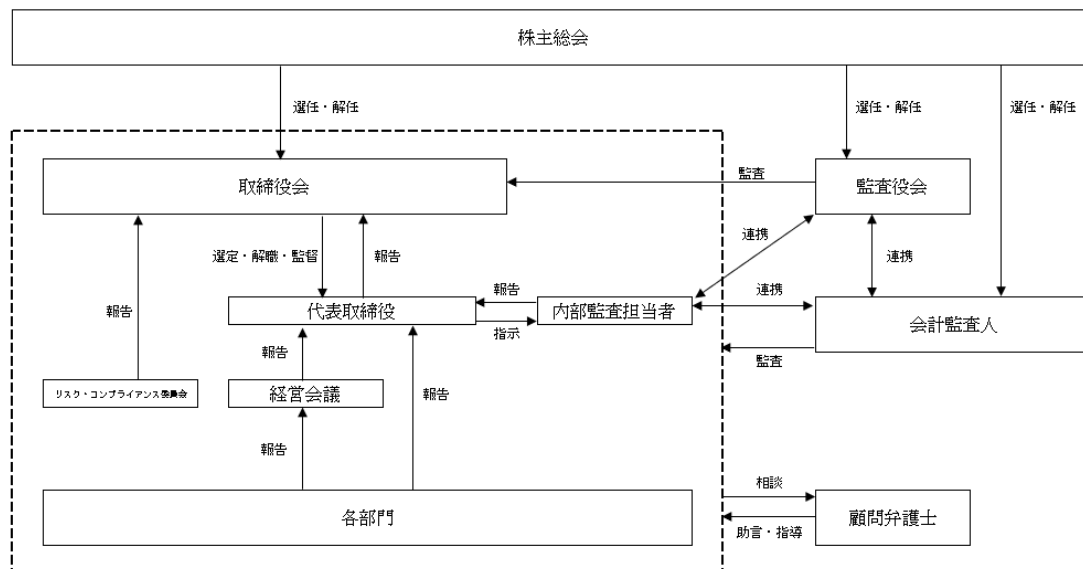 株主総会
選任・解任
選任・解任
選任・解任
取締役会
監査
監査役会
選定・解職・監督
報告
連携
連携
報告
代表取締役
報告
指示
内部監査担当者
連携
会計監査人
監査
報告
リスク・コンプライアンス委員会
経営会議
報告
報告
各部門
相談
助言・指導
顧問弁護士